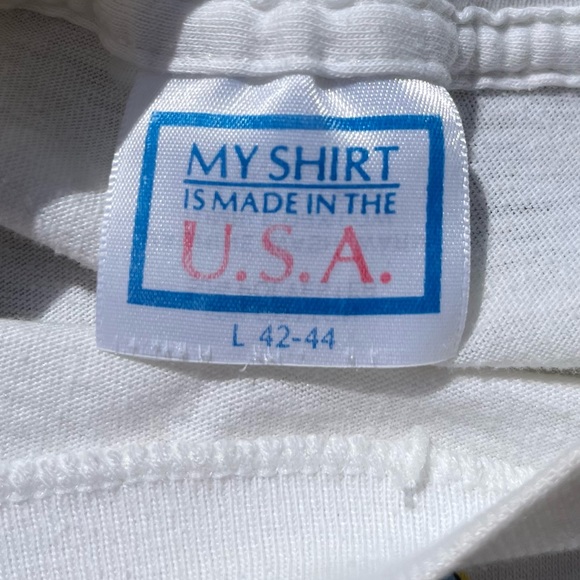 MY SHIRT
IS MADE IN THE
U.S.A.
L 42-44